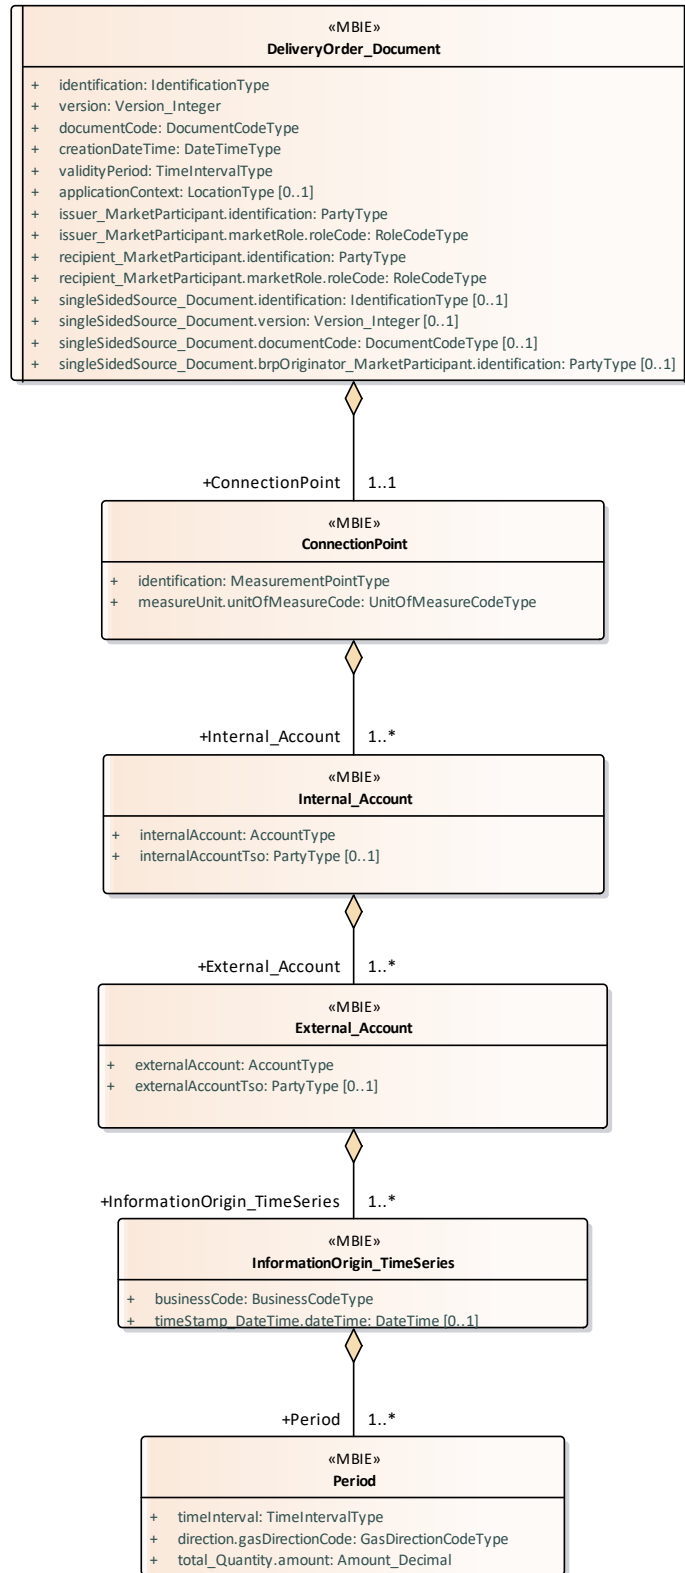 «MBIE»
DeliveryOrder_Document
+ identification: IdentificationType
+ version: Version_Integer
+ documentCode: DocumentCodeType
+ creationDateTime: DateTimeType
+ validityPeriod: TimeIntervalType
+ applicationContext: LocationType [0..1]
+ issuer_MarketParticipant.identification: PartyType
+ issuer_MarketParticipant.marketRole.roleCode: RoleCodeType
+ recipient_MarketParticipant.identification: PartyType
+ recipient_MarketParticipant.marketRole.roleCode: RoleCodeType
+ singleSidedSource_Document.identification: IdentificationType [0..1]
+ singleSidedSource_Document.version: Version_Integer [0..1]
+ singleSidedSource_Document.documentCode: DocumentCodeType [0..1]
+ singleSidedSource_Document.brpOriginator_MarketParticipant.identification: PartyType [0..1]
+ConnectionPoint 1..1
«MBIE»
ConnectionPoint
+ identification: MeasurementPointType
+ measureUnit.unitOfMeasureCode: UnitOfMeasureCodeType
+Internal_Account 1..*
«MBIE»
Internal_Account
+ internalAccount: AccountType
+ internalAccountTso: PartyType [0..1]
+External_Account 1..*
«MBIE»
External_Account
+ externalAccount: AccountType
+ externalAccountTso: PartyType [0..1]
+InformationOrigin_TimeSeries 1..*
«MBIE»
InformationOrigin_TimeSeries
+ businessCode: BusinessCodeType
+ timeStamp_DateTime.dateTime: DateTime [0..1]
+Period 1..*
«MBIE»
Period
+ timeInterval: TimeIntervalType
+ direction.gasDirectionCode: GasDirectionCodeType
+ total_Quantity.amount: Amount_Decimal